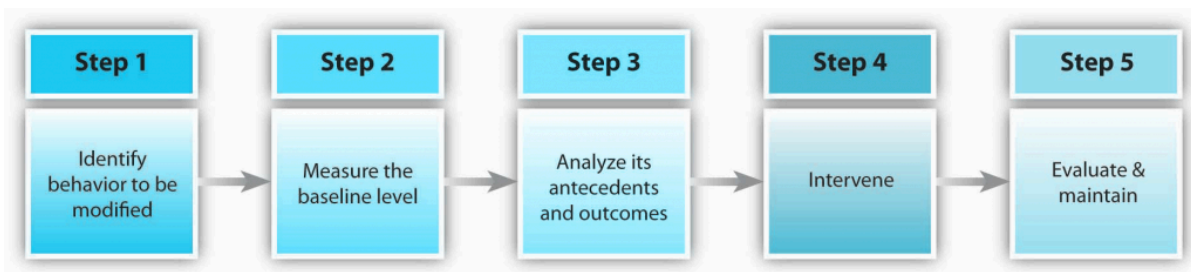 Step 1
Identify
behavior to be
modified
Step 2
Measure the
baseline level
Step 3
Analyze its
antecedents
and outcomes
Step 4
Intervene
Step 5
Evaluate &
maintain